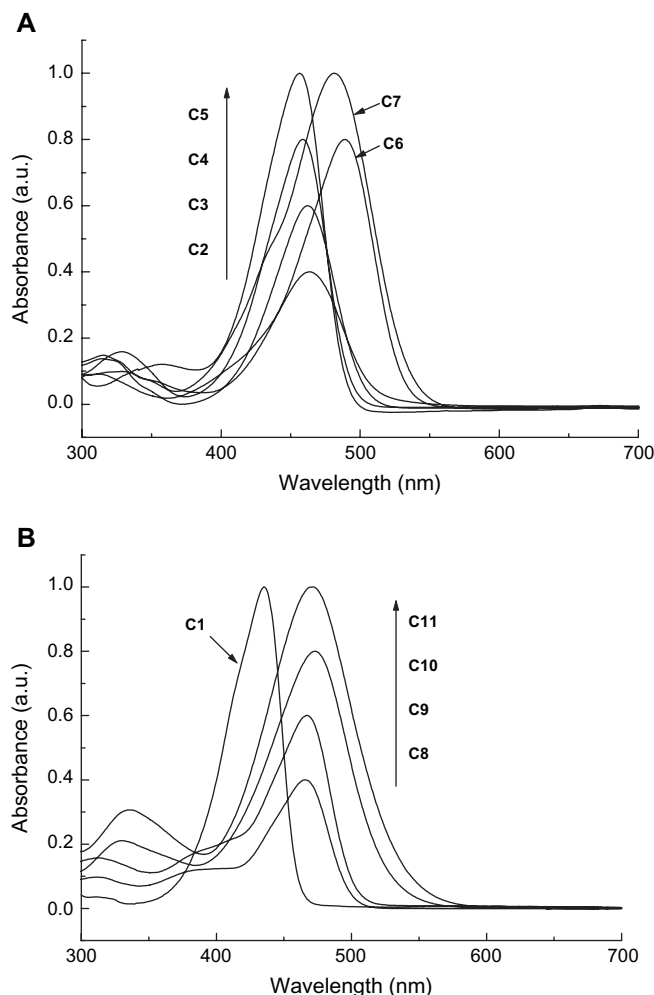 A
1.0
0.8
0.6
0.4
0.2
0.0
Absorbance (a.u.)
C5
C4
C3
C2
C7
C6
300
400
500
600
700
Wavelength (nm)
B
1.0
0.8
0.6
0.4
0.2
0.0
Absorbance (a.u.)
C1
C11
C10
C9
C8
300
400
500
600
700
Wavelength (nm)